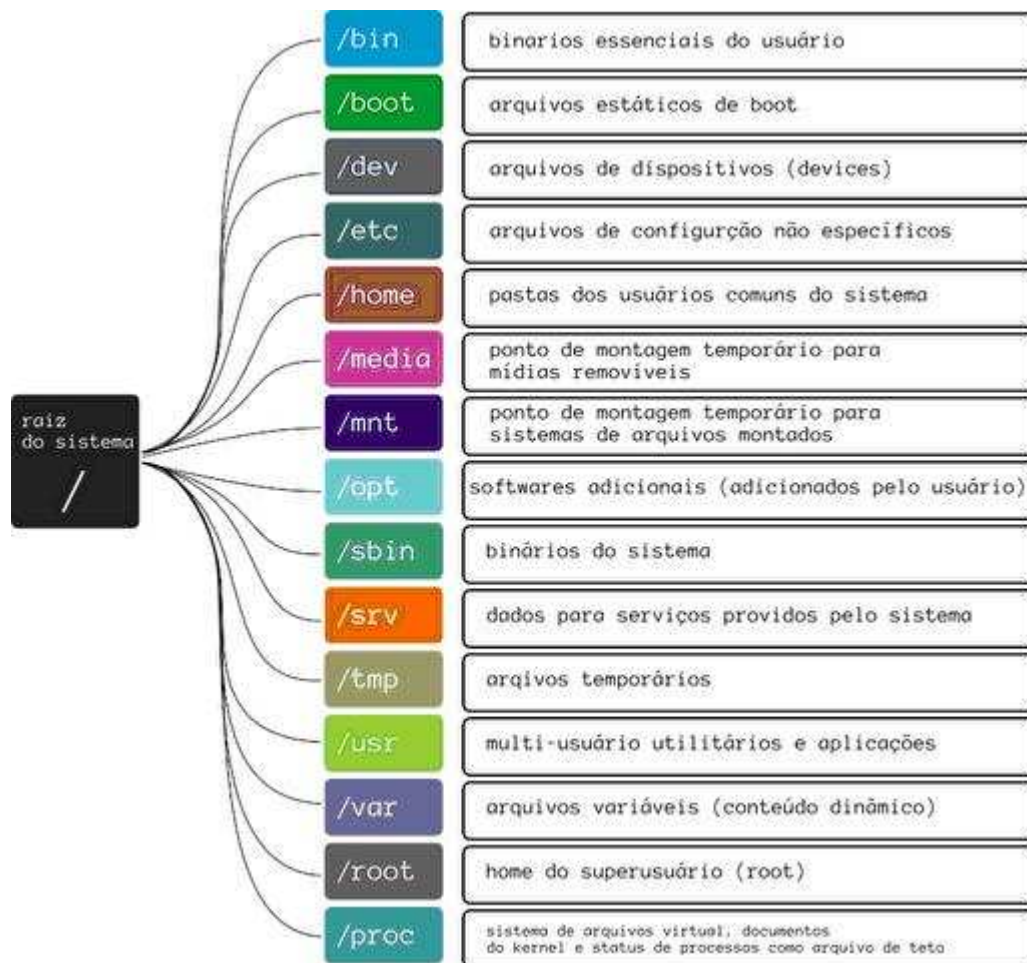 /bin
binarios essenciais do usuário
/boot
arquivos estáticos de boot
/dev
arquivos de dispositivos (devices)
/etc
arquivos de configurção não específicos
/home
pastas dos usuários comuns do sistema
/media
ponto de montagem temporário para
mídias removíveis
raiz
do sistema
/
/mnt
ponto de montagem temporário para
sistemas de arquivos montados
/opt
softwares adicionais (adicionados pelo usuário)
/sbin
binários do sistema
/srv
dados para serviços providos pelo sistema
/tmp
arqivos temporários
/usr
multi-usuário utilitários e aplicações
/var
arquivos variáveis (conteúdo dinâmico)
/root
home do superusuário (root)
/proc
sistema de arquivos virtual, documentos
do kernel e status de processos como arquivo de teto